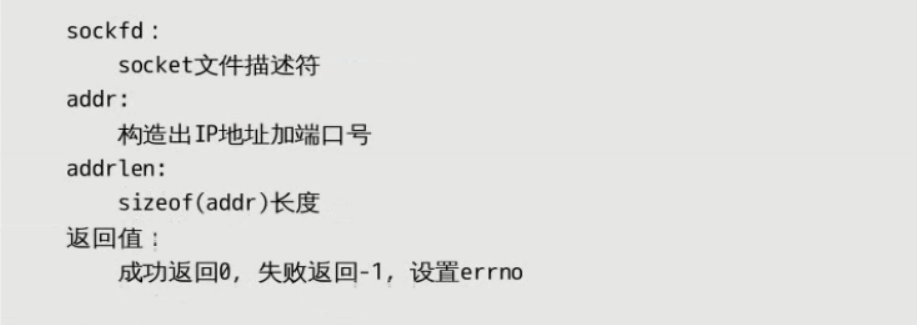 sockfd：
socket文件描述符
addr:
构造出IP地址加端口号
addrlen:
sizeof(addr)长度
返回值：
成功返回0, 失败返回-1, 设置errno